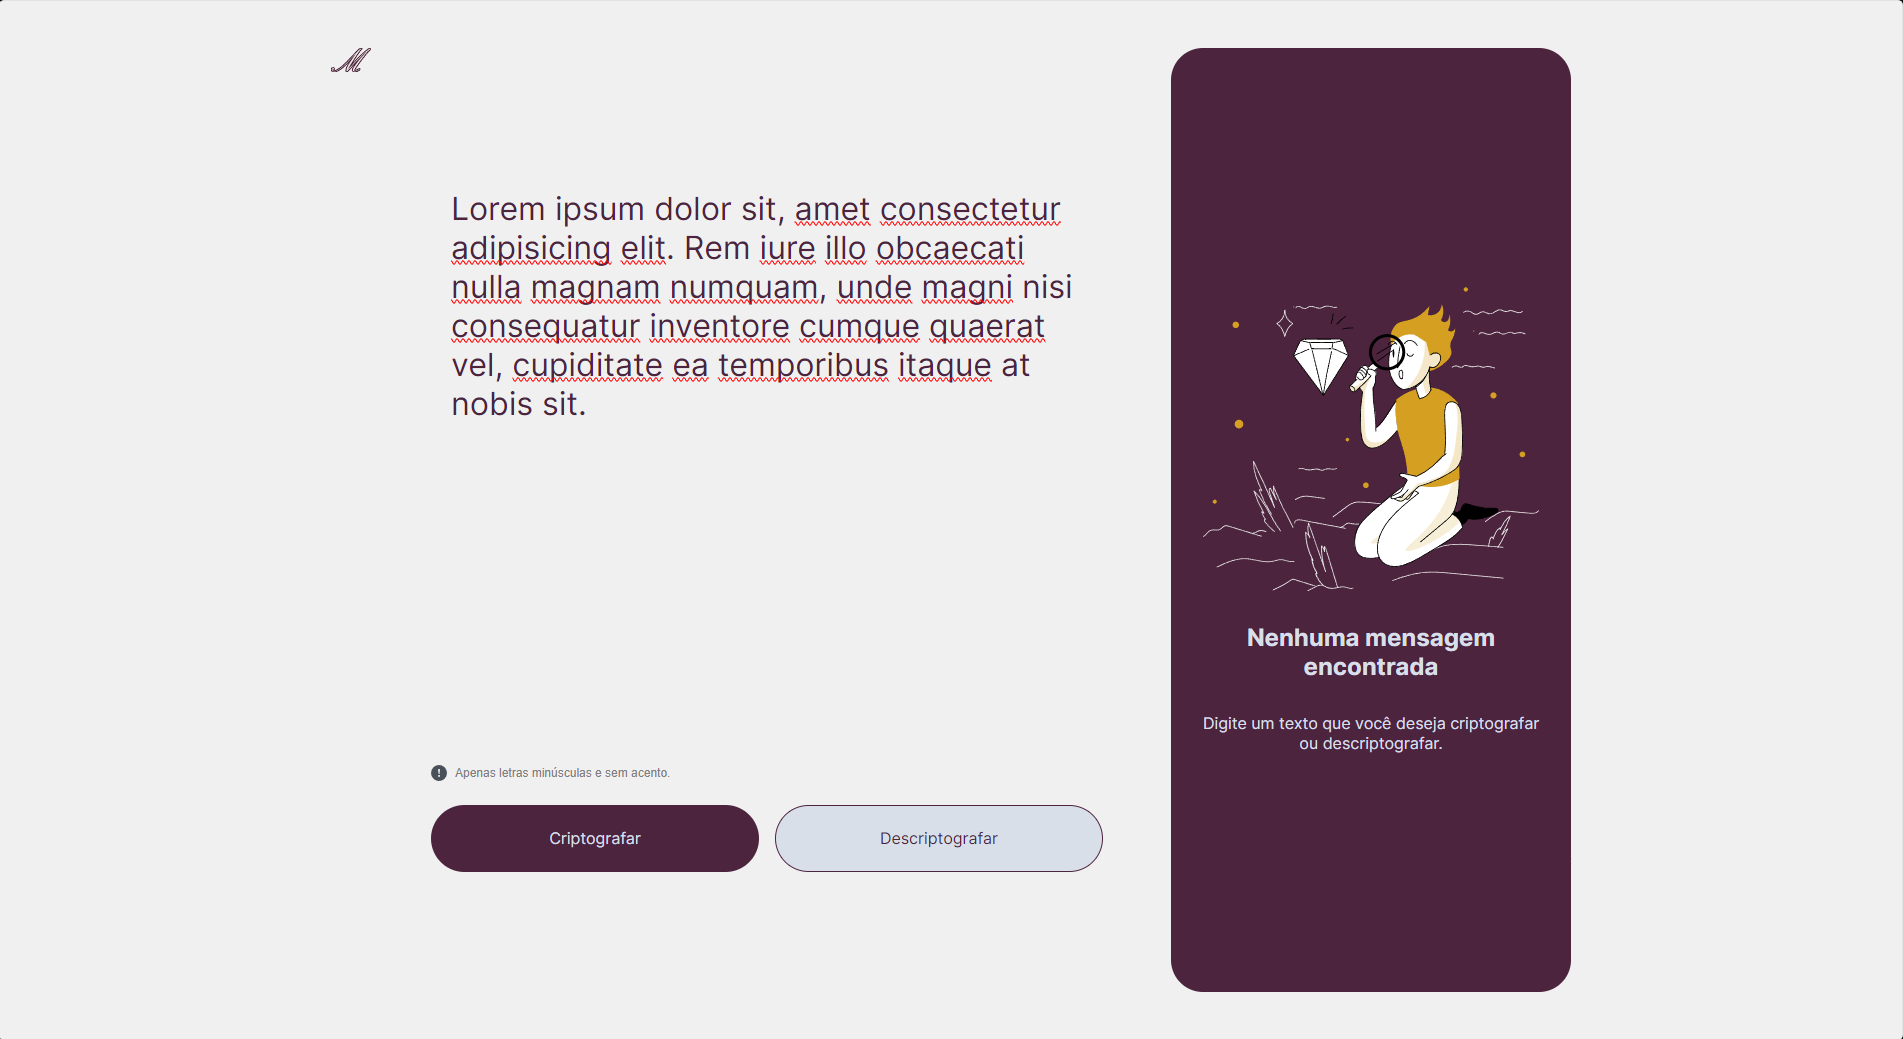 M
Lorem ipsum dolor sit, amet consectetur
adipisicing elit. Rem iure illo obcaecati
nulla magnam numquam, unde magni nisi
consequatur inventore cumque quaerat
vel, cupiditate ea temporibus itaque at
nobis sit.
Apenas letras minúsculas e sem acento.
Criptografar
Descriptografar
Nenhuma mensagem
encontrada
Digite um texto que você deseja criptografar
ou descriptografar.